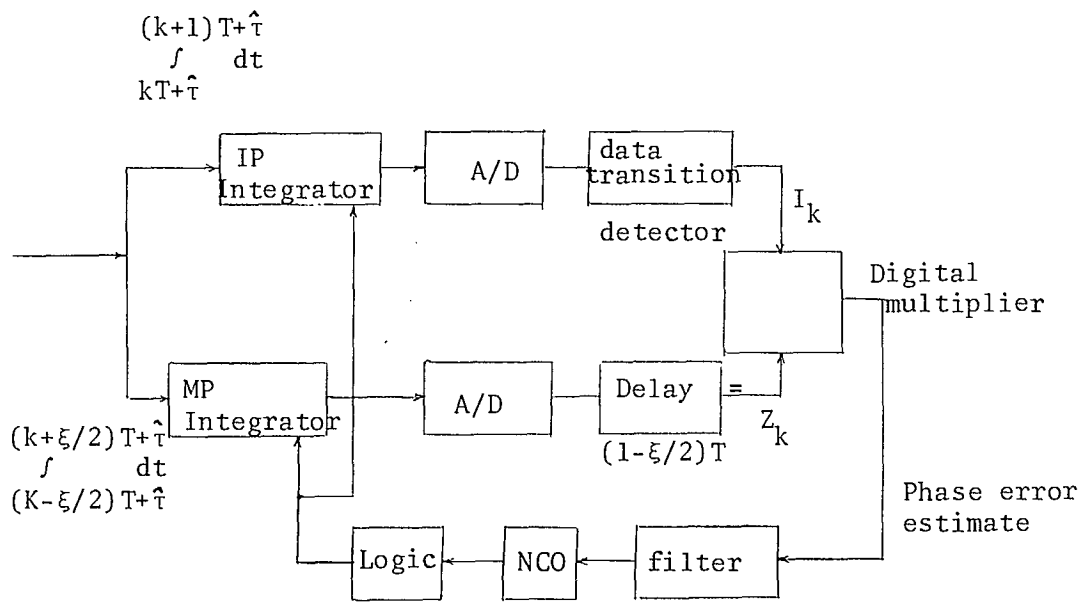 (k+1)T+τ̂
∫ dt
kT+τ̂
IP
Integrator
A/D
data
transition
detector
I_k
Digital
multiplier
MP
Integrator
A/D
Delay
=
Z_k
(1-ξ/2)T
(k+ξ/2)T+τ̂
∫ dt
(K-ξ/2)T+τ̂
Phase error
estimate
Logic
NCO
filter